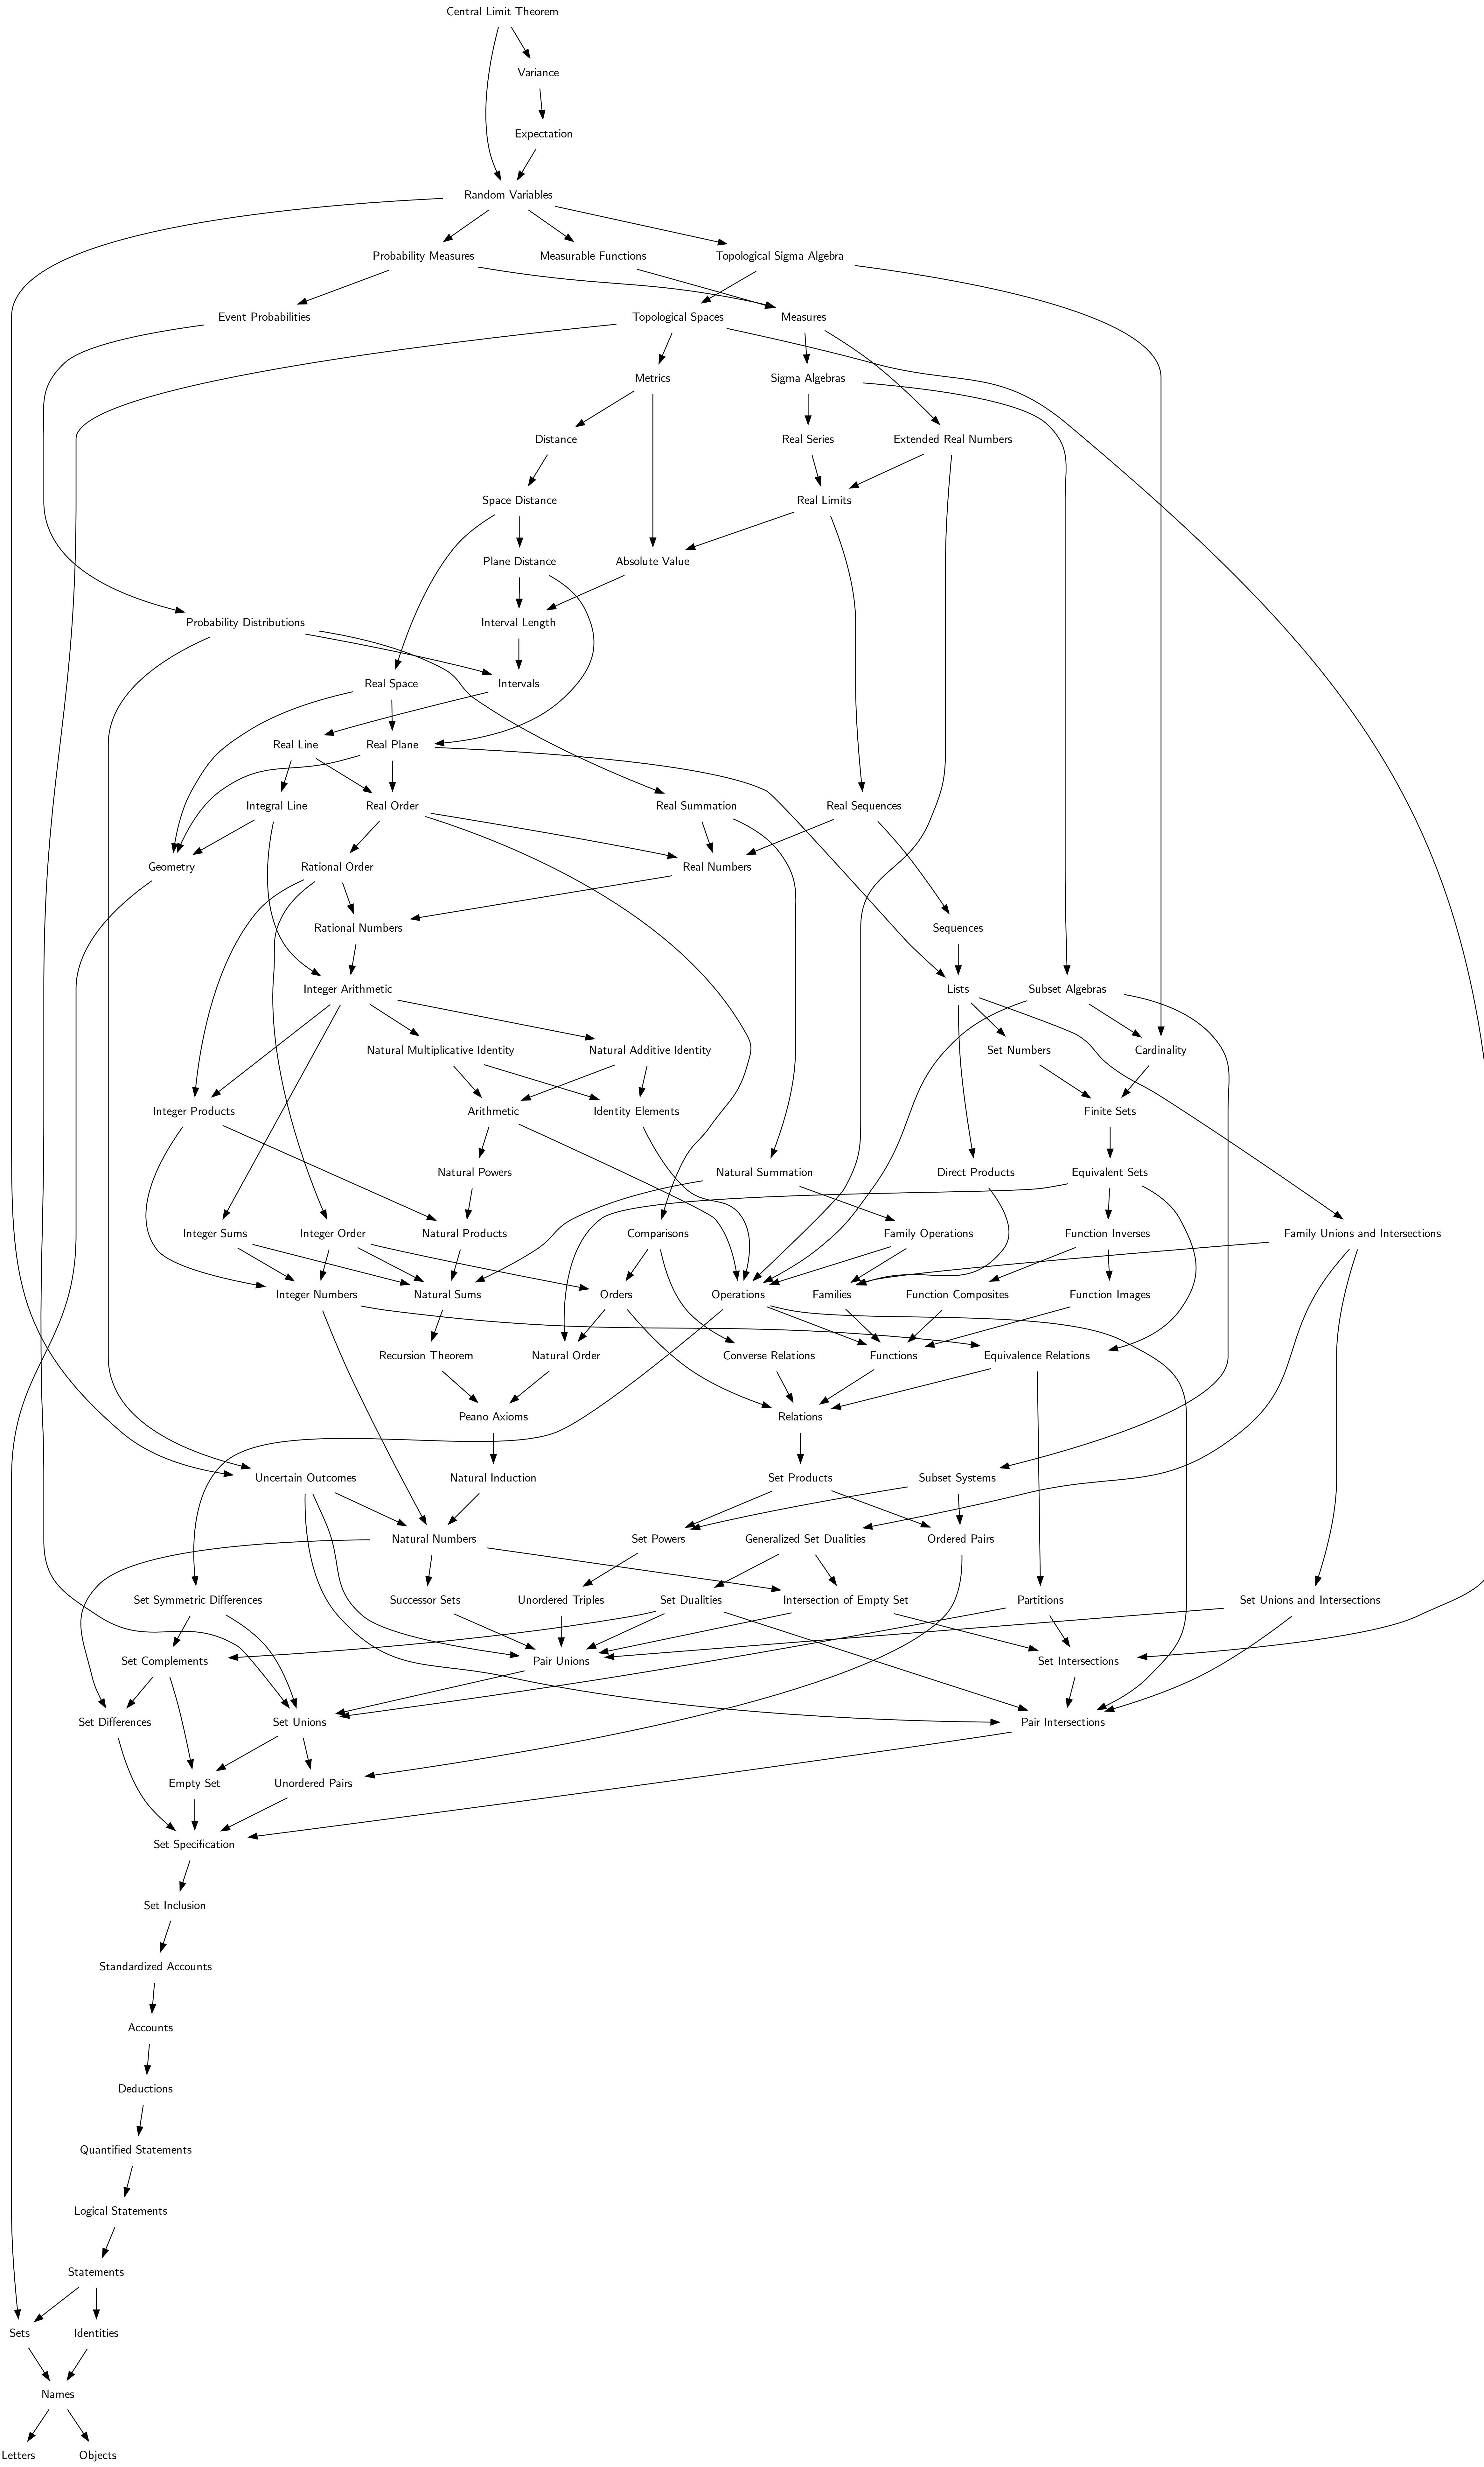 Central Limit Theorem
Variance
Expectation
Random Variables
Probability Measures
Measurable Functions
Topological Sigma Algebra
Event Probabilities
Topological Spaces
Measures
Metrics
Sigma Algebras
Distance
Real Series
Extended Real Numbers
Space Distance
Real Limits
Plane Distance
Absolute Value
Probability Distributions
Interval Length
Real Space
Intervals
Real Line
Real Plane
Integral Line
Real Order
Real Summation
Real Sequences
Geometry
Rational Order
Real Numbers
Rational Numbers
Sequences
Integer Arithmetic
Lists
Subset Algebras
Natural Multiplicative Identity
Natural Additive Identity
Set Numbers
Cardinality
Integer Products
Arithmetic
Identity Elements
Finite Sets
Natural Powers
Natural Summation
Direct Products
Equivalent Sets
Integer Sums
Integer Order
Natural Products
Comparisons
Family Operations
Function Inverses
Family Unions and Intersections
Integer Numbers
Natural Sums
Orders
Operations
Families
Function Composites
Function Images
Recursion Theorem
Natural Order
Converse Relations
Functions
Equivalence Relations
Peano Axioms
Relations
Uncertain Outcomes
Natural Induction
Set Products
Subset Systems
Natural Numbers
Set Powers
Generalized Set Dualities
Ordered Pairs
Set Symmetric Differences
Successor Sets
Unordered Triples
Set Dualities
Intersection of Empty Set
Partitions
Set Unions and Intersections
Set Complements
Pair Unions
Set Intersections
Set Differences
Set Unions
Pair Intersections
Empty Set
Unordered Pairs
Set Specification
Set Inclusion
Standardized Accounts
Accounts
Deductions
Quantified Statements
Logical Statements
Statements
Sets
Identities
Names
Letters
Objects